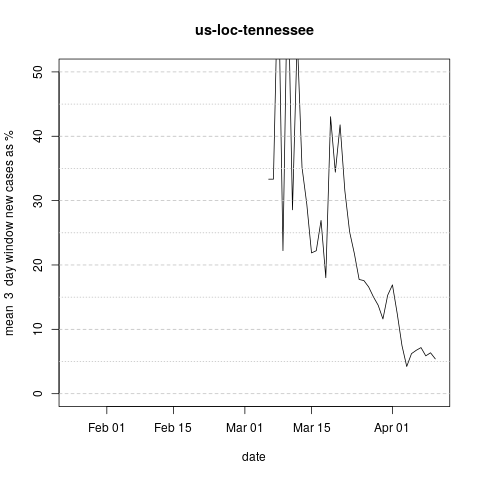 us-loc-tennessee
mean  3  day window new cases as %
50
40
30
20
10
0
Feb 01
Feb 15
Mar 01
Mar 15
Apr 01
date